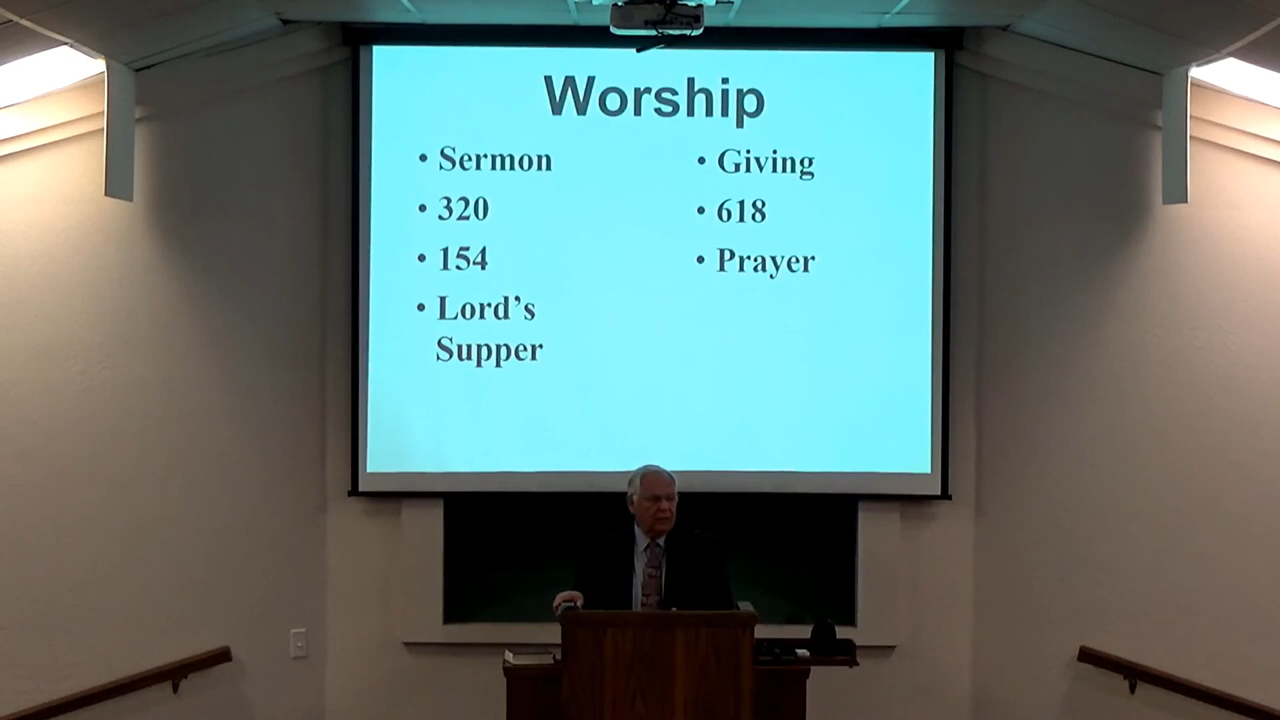 Worship
• Sermon
• 320
• 154
• Lord's
Supper
• Giving
• 618
• Prayer